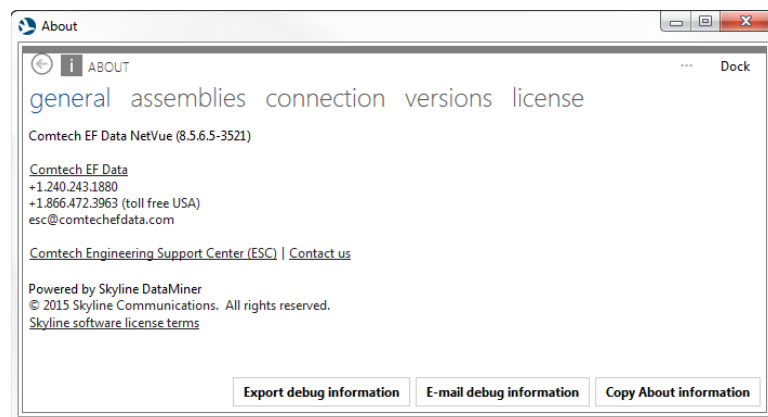 About
i ABOUT
... Dock
general assemblies connection versions license
Comtech EF Data NetVue (8.5.6.5-3521)
Comtech EF Data
+1.240.243.1880
+1.866.472.3963 (toll free USA)
esc@comtechefdata.com
Comtech Engineering Support Center (ESC) | Contact us
Powered by Skyline DataMiner
© 2015 Skyline Communications. All rights reserved.
Skyline software license terms
Export debug information E-mail debug information Copy About information